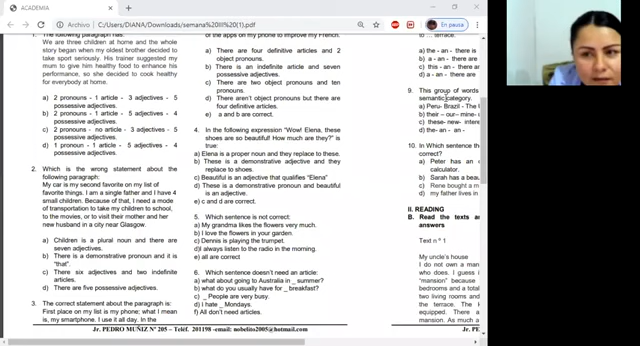 ACADEMIA
Archivo | C:/Users/DIANA/Downloads/semana%20III%20(1).pdf
En pausa
1. The following paragraph has:
We are three children at home and the whole
story began when my oldest brother decided to
take sport seriously. His trainer suggested my
mum to give him healthy food to enhance his
performance, so she decided to cook healthy
for everybody at home.
a) 2 pronouns - 1 article - 3 adjectives - 5
possessive adjectives.
b) 2 pronouns - 1 article - 5 adjectives - 4
possessive adjectives.
c) 2 pronouns - no article - 3 adjectives - 5
possessive adjectives.
d) 1 pronoun - 1 article - 5 adjectives - 4
possessive adjectives.
2. Which is the wrong statement about the
following paragraph:
My car is my second favorite on my list of
favorite things. I am a single father and I have 4
small children. Because of that, I need a mode
of transportation to take my children to school,
to the movies, or to visit their mother and her
new husband in a city near Glasgow.
a) Children is a plural noun and there are
seven adjectives.
b) There is a demonstrative pronoun and it is
"that".
c) There six adjectives and two indefinite
articles.
d) There are five possessive adjectives.
3. The correct statement about the paragraph is:
First place on my list is my phone; what I mean
is, my smartphone. I use it all day. In the
of the apps on my phone to improve my French.
a) There are four definitive articles and 2
object pronouns.
b) There is an indefinite article and seven
possessive adjectives.
c) There are two object pronouns and ten
pronouns.
d) There aren't object pronouns but there are
four definitive articles.
e) a and b are correct.
4. In the following expression "Wow! Elena, these
shoes are so beautiful! How much are they? is
true:
a) Elena is a proper noun and they replace to these.
b) These is a demonstrative adjective and they
replace to shoes.
c) Beautiful is an adjective that qualifies "Elena"
d) These is a demonstrative pronoun and beautiful
is an adjective.
e) c and d are correct.
5. Which sentence is not correct:
a) My grandma likes the flowers very much.
b) I love the flowers in your garden.
c) Dennis is playing the trumpet.
d)I always listen to the radio in the morning.
e) all are correct
6. Which sentence doesn't need an article:
a) what about going to Australia in _ summer?
b) what do you usually have for _ breakfast?
c) _ People are very busy.
d) I hate _ Mondays.
f) All don't need articles.
to ... terrace.
a) the - an - there is
b) a - an - there are
c) this - an - there ar
d) a - an - there are
9. This group of words
semantic category.
a) Peru- Brazil - The
b) their - our - mine-
c) these- new- inter
d) the- an - an -
10. In Which sentence the
correct?
a) Peter has an
calculator.
b) Sarah has a bea
c) Rene bought a m
d) my father lives in
II. READING
B. Read the texts a
answers
Text n º 1
My uncle's house
I do not own a man
who does. I guess i
"mansion" because
bedrooms and a total
two living rooms and
the terrace. The
equipped. There a
mansion. As much a
Jr. PEDRO MUÑIZ Nº 205 – Teléf. 201198 -email: nobelito2005@hotmail.com
Jr. PE